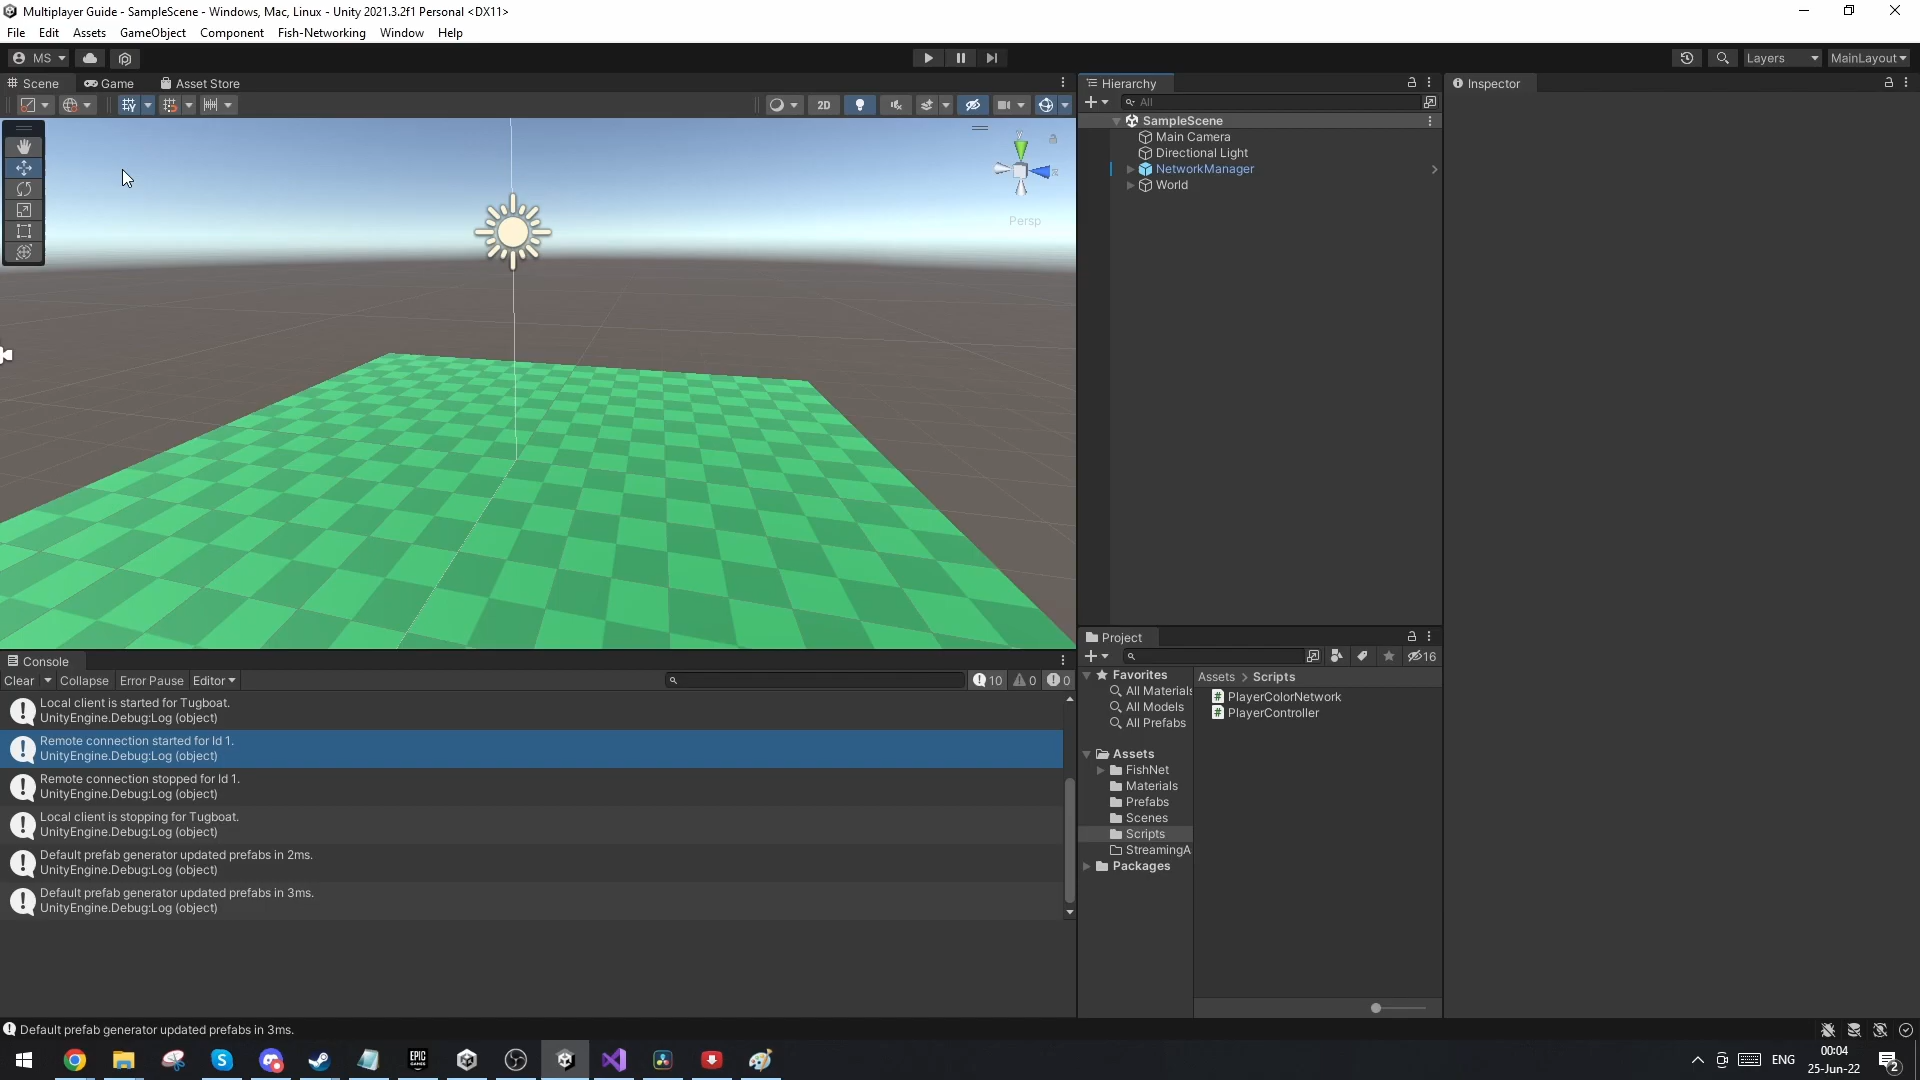 Multiplayer Guide - SampleScene - Windows, Mac, Linux - Unity 2021.3.2f1 Personal <DX11>
File Edit Assets GameObject Component Fish-Networking Window Help
MS Layers MainLayout
Scene Game Asset Store
2D
Persp
Hierarchy
All
SampleScene
Main Camera
Directional Light
NetworkManager
World
Inspector
Console
Clear Collapse Error Pause Editor 10 0 0
Local client is started for Tugboat.
UnityEngine.Debug:Log (object)
Remote connection started for Id 1.
UnityEngine.Debug:Log (object)
Remote connection stopped for Id 1.
UnityEngine.Debug:Log (object)
Local client is stopping for Tugboat.
UnityEngine.Debug:Log (object)
Default prefab generator updated prefabs in 2ms.
UnityEngine.Debug:Log (object)
Default prefab generator updated prefabs in 3ms.
UnityEngine.Debug:Log (object)
Project
16
Favorites
All Materials
All Models
All Prefabs
Assets
FishNet
Materials
Prefabs
Scenes
Scripts
StreamingA
Packages
Assets > Scripts
PlayerColorNetwork
PlayerController
Default prefab generator updated prefabs in 3ms.
EPIC GAMES
ENG
00:04
25-Jun-22
2